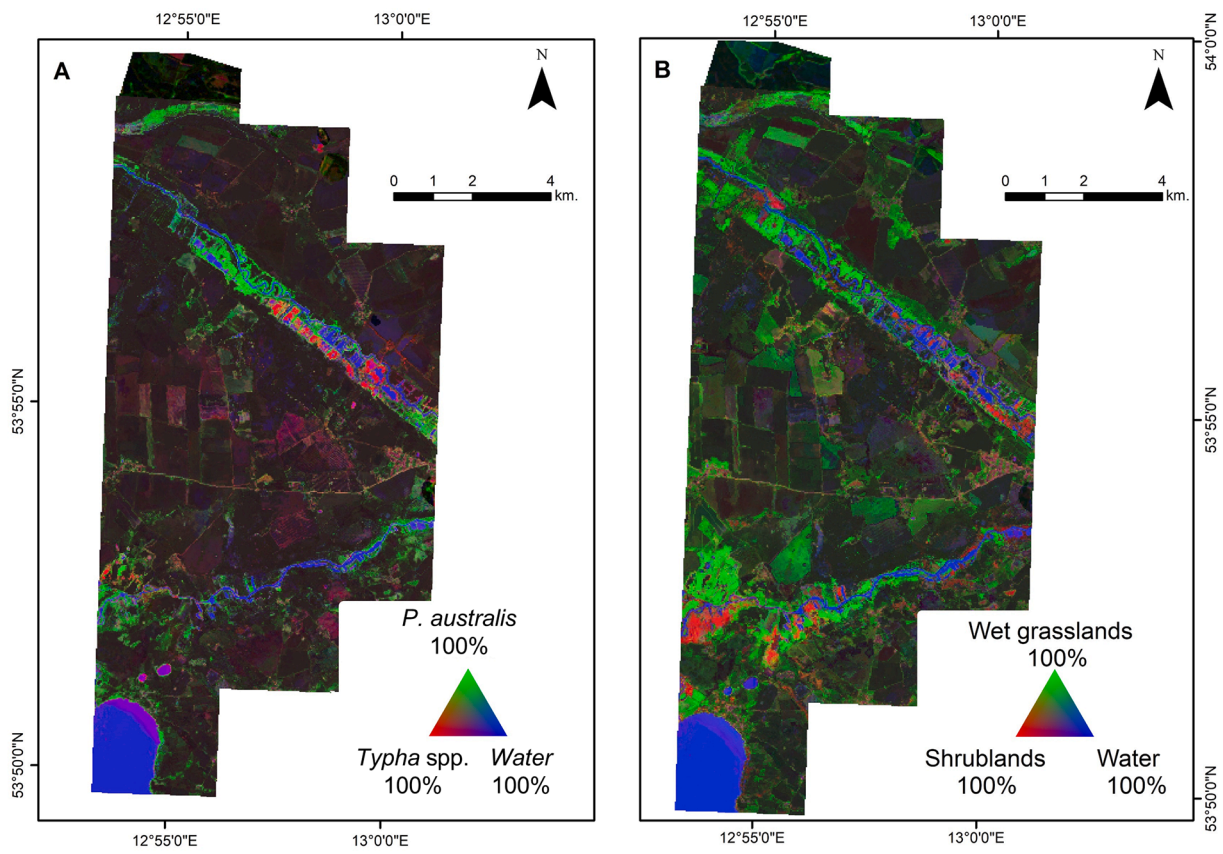 12°55'0"E 13°0'0"E
A
N
0 1 2 4
km.
53°55'0"N
53°50'0"N
P. australis
100%
Typha spp. Water
100% 100%
12°55'0"E 13°0'0"E
12°55'0"E 13°0'0"E
B
N
0 1 2 4
km.
54°0'0"N
53°55'0"N
53°50'0"N
Wet grasslands
100%
Shrublands Water
100% 100%
12°55'0"E 13°0'0"E